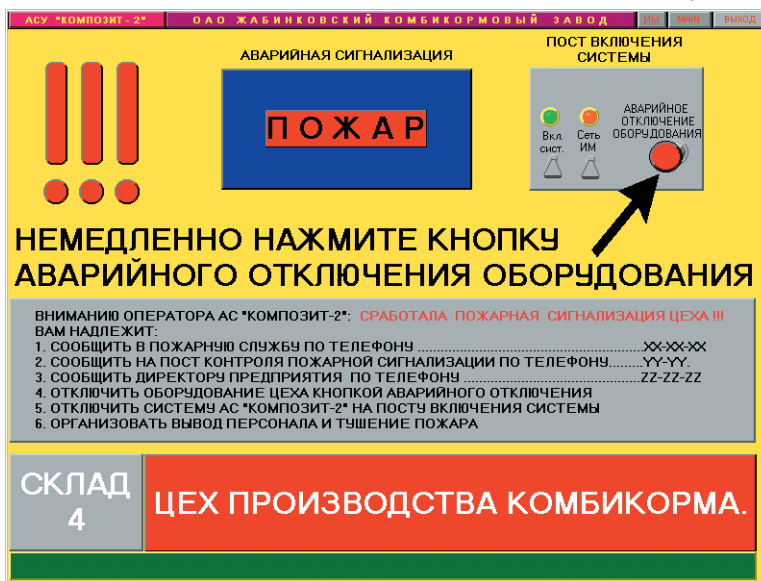 АСУ "КОМПОЗИТ - 2" ОАО ЖАБИНКОВСКИЙ КОМБИКОРМОВЫЙ ЗАВОД ИМ MAIN ВЫХОД
АВАРИЙНАЯ СИГНАЛИЗАЦИЯ
ПОЖАР
ПОСТ ВКЛЮЧЕНИЯ
СИСТЕМЫ
АВАРИЙНОЕ
ОТКЛЮЧЕНИЕ
ОБОРУДОВАНИЯ
Вкл. Сеть
сист. ИМ
!!!
НЕМЕДЛЕННО НАЖМИТЕ КНОПКУ
АВАРИЙНОГО ОТКЛЮЧЕНИЯ ОБОРУДОВАНИЯ
ВНИМАНИЮ ОПЕРАТОРА АС "КОМПОЗИТ-2": СРАБОТАЛА ПОЖАРНАЯ СИГНАЛИЗАЦИЯ ЦЕХА !!!
ВАМ НАДЛЕЖИТ:
1. СООБЩИТЬ В ПОЖАРНУЮ СЛУЖБУ ПО ТЕЛЕФОНУ ......................................................XX-XX-XX
2. СООБЩИТЬ НА ПОСТ КОНТРОЛЯ ПОЖАРНОЙ СИГНАЛИЗАЦИИ ПО ТЕЛЕФОНУ.........YY-YY.
3. СООБЩИТЬ ДИРЕКТОРУ ПРЕДПРИЯТИЯ ПО ТЕЛЕФОНУ ..........................................ZZ-ZZ-ZZ
4. ОТКЛЮЧИТЬ ОБОРУДОВАНИЕ ЦЕХА КНОПКОЙ АВАРИЙНОГО ОТКЛЮЧЕНИЯ
5. ОТКЛЮЧИТЬ СИСТЕМУ АС "КОМПОЗИТ-2" НА ПОСТУ ВКЛЮЧЕНИЯ СИСТЕМЫ
6. ОРГАНИЗОВАТЬ ВЫВОД ПЕРСОНАЛА И ТУШЕНИЕ ПОЖАРА
СКЛАД
4
ЦЕХ ПРОИЗВОДСТВА КОМБИКОРМА.